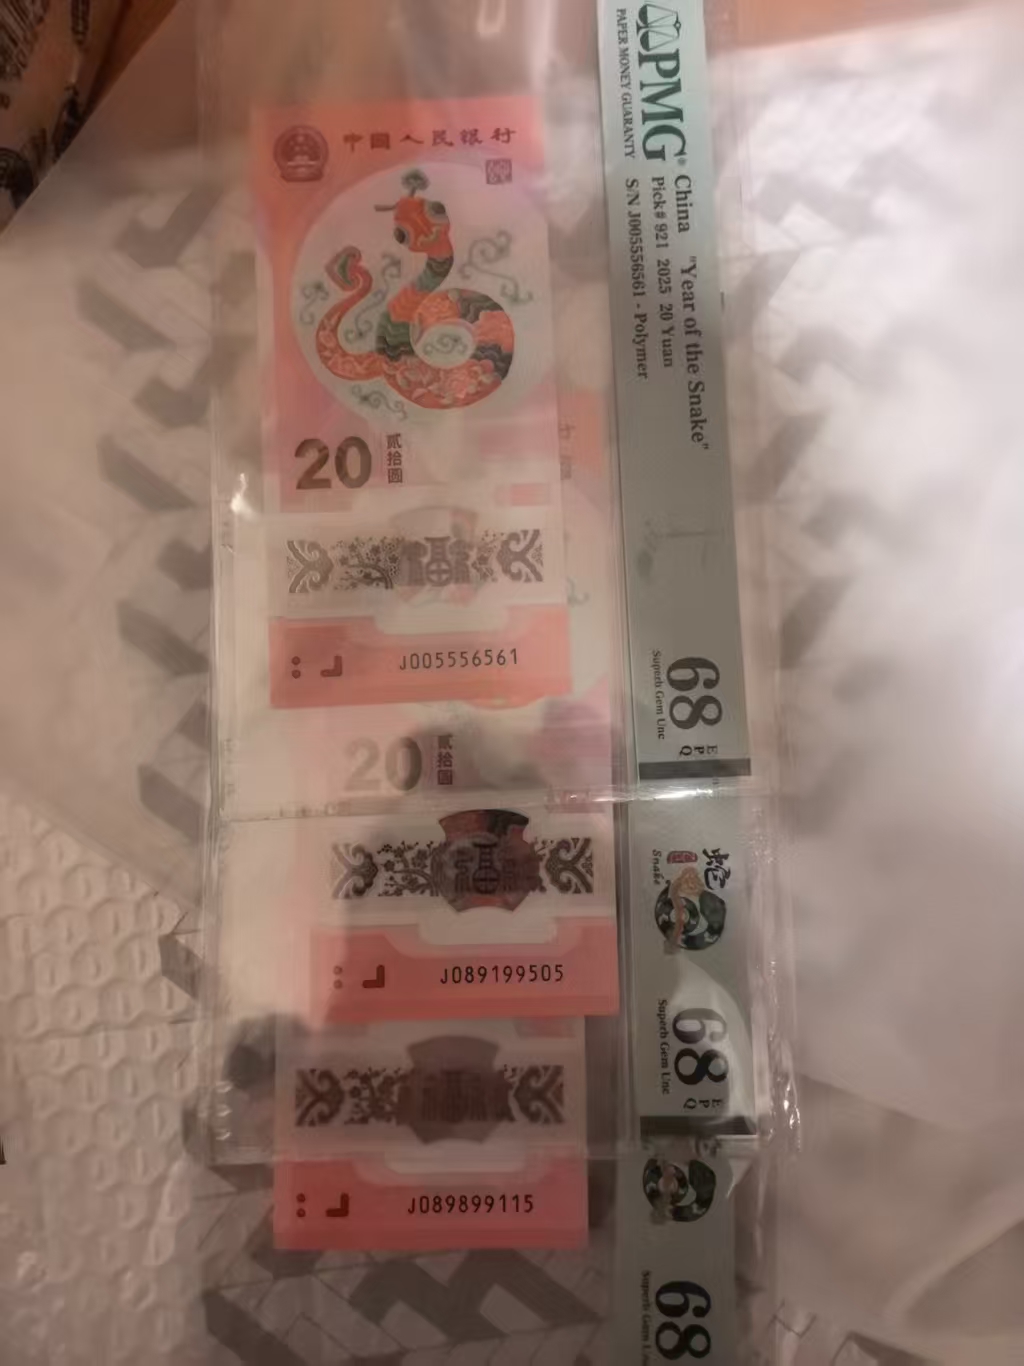 中國人民银行
20
贰拾圆
J005556561
PMG®
PAPER MONEY GUARANTY
China "Year of the Snake"
Pick# 921 2025 20 Yuan
S/N J005556561 - Polymer
68 EPQ
Superb Gem Unc
20
贰拾圆
J089199505
蛇
Snake
68 EPQ
Superb Gem Unc
J089899115
68
Superb Gem